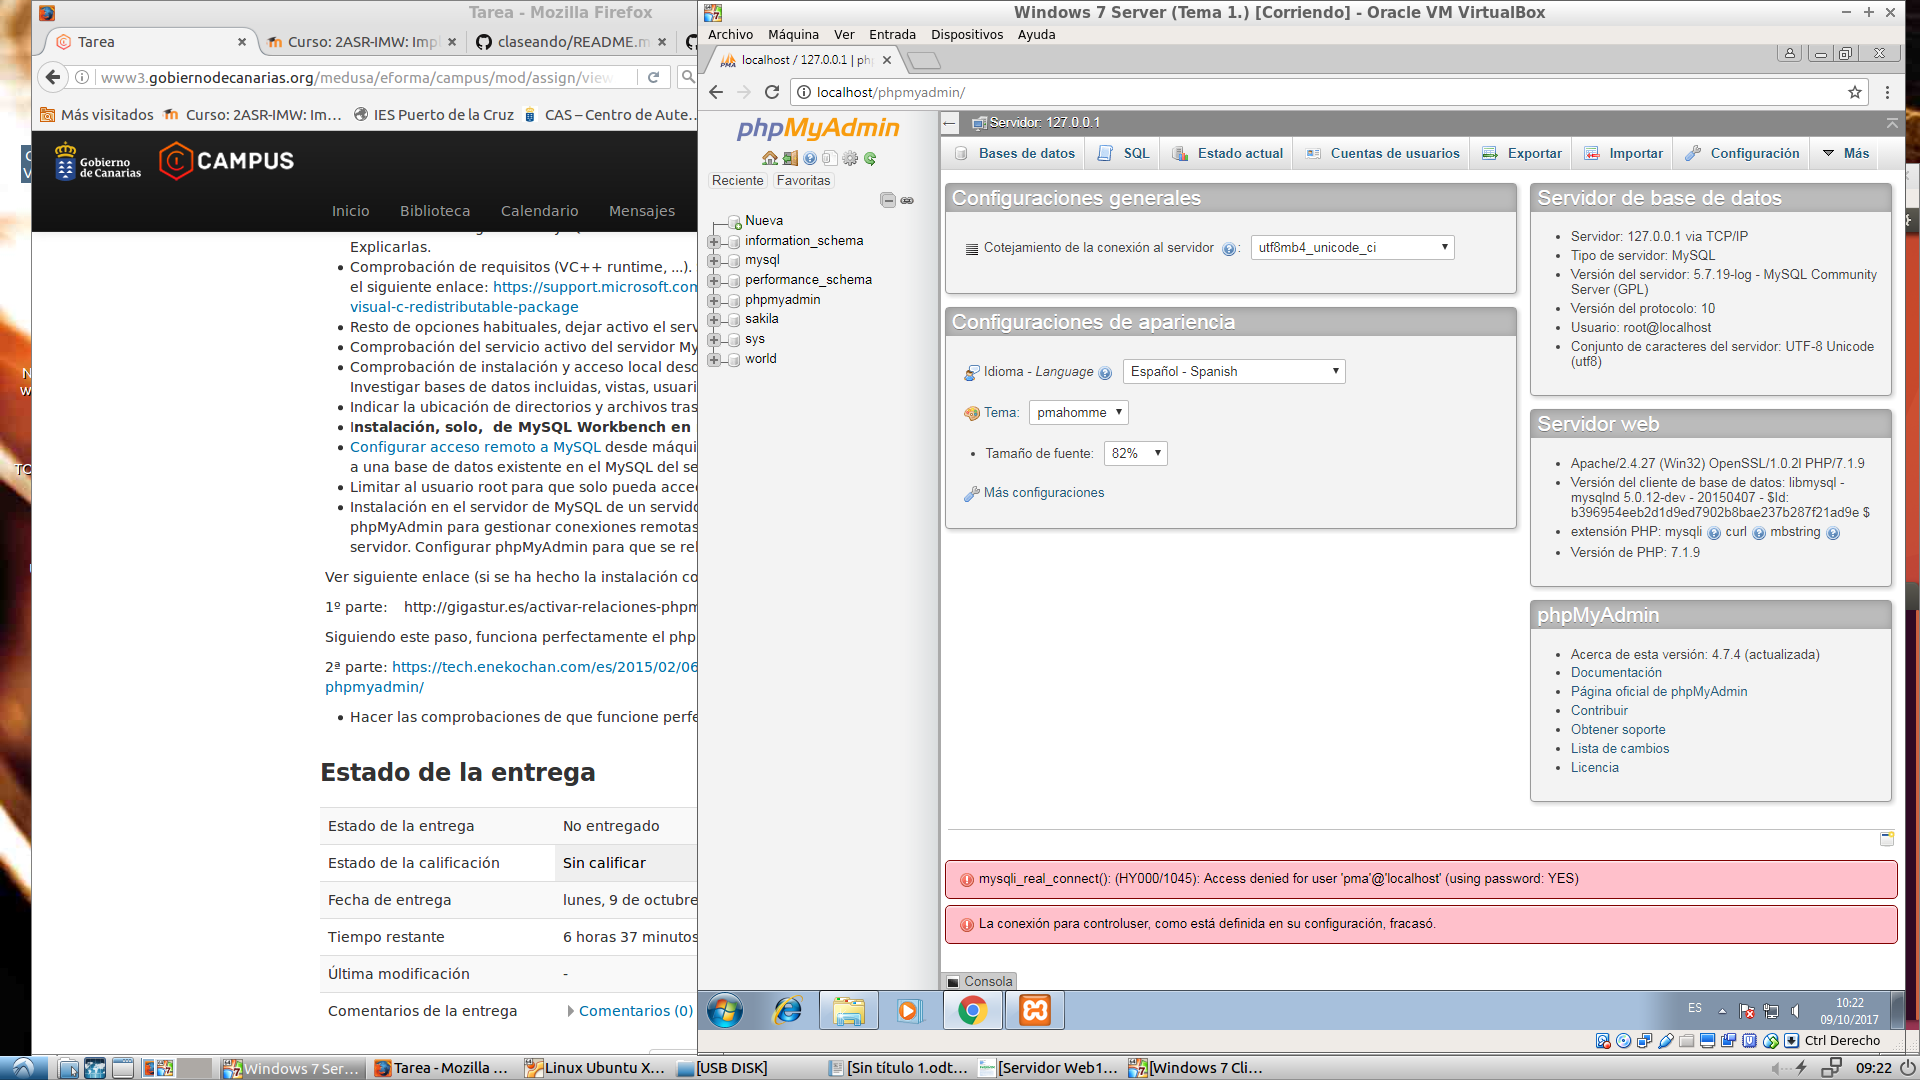 Tarea - Mozilla Firefox
Tarea
Curso: 2ASR-IMW: Imp
claseando/README.m
www3.gobiernodecanarias.org/medusa/eforma/campus/mod/assign/view
Más visitados
Curso: 2ASR-IMW: Im...
IES Puerto de la Cruz
CAS – Centro de Aute...
Gobierno
de Canarias
CAMPUS
Inicio
Biblioteca
Calendario
Mensajes
Explicarlas.
Comprobación de requisitos (VC++ runtime, ...).
el siguiente enlace: https://support.microsoft.con
visual-c-redistributable-package
Resto de opciones habituales, dejar activo el serv
Comprobación del servicio activo del servidor My
Comprobación de instalación y acceso local desd
Investigar bases de datos incluidas, vistas, usuari
Indicar la ubicación de directorios y archivos tras
Instalación, solo, de MySQL Workbench en
Configurar acceso remoto a MySQL desde máqui
a una base de datos existente en el MySQL del se
Limitar al usuario root para que solo pueda acced
Instalación en el servidor de MySQL de un servido
phpMyAdmin para gestionar conexiones remotas
servidor. Configurar phpMyAdmin para que se rel
Ver siguiente enlace (si se ha hecho la instalación co
1º parte: http://gigastur.es/activar-relaciones-phpm
Siguiendo este paso, funciona perfectamente el php
2ª parte: https://tech.enekochan.com/es/2015/02/06
phpmyadmin/
Hacer las comprobaciones de que funcione perfe
Estado de la entrega
Estado de la entrega No entregado
Estado de la calificación Sin calificar
Fecha de entrega lunes, 9 de octubre
Tiempo restante 6 horas 37 minutos
Última modificación -
Comentarios de la entrega Comentarios (0)
Windows 7 Server (Tema 1.) [Corriendo] - Oracle VM VirtualBox
Archivo Máquina Ver Entrada Dispositivos Ayuda
localhost / 127.0.0.1 | ph
localhost/phpmyadmin/
phpMyAdmin
Reciente Favoritas
Nueva
information_schema
mysql
performance_schema
phpmyadmin
sakila
sys
world
Servidor: 127.0.0.1
Bases de datos SQL Estado actual Cuentas de usuarios Exportar Importar Configuración Más
Configuraciones generales
Cotejamiento de la conexión al servidor : utf8mb4_unicode_ci
Configuraciones de apariencia
Idioma - Language Español - Spanish
Tema: pmahomme
Tamaño de fuente: 82%
Más configuraciones
Servidor de base de datos
Servidor: 127.0.0.1 via TCP/IP
Tipo de servidor: MySQL
Versión del servidor: 5.7.19-log - MySQL Community
Server (GPL)
Versión del protocolo: 10
Usuario: root@localhost
Conjunto de caracteres del servidor: UTF-8 Unicode
(utf8)
Servidor web
Apache/2.4.27 (Win32) OpenSSL/1.0.2l PHP/7.1.9
Versión del cliente de base de datos: libmysql -
mysqlnd 5.0.12-dev - 20150407 - $Id:
b396954eeb2d1d9ed7902b8bae237b287f21ad9e $
extensión PHP: mysqli curl mbstring
Versión de PHP: 7.1.9
phpMyAdmin
Acerca de esta versión: 4.7.4 (actualizada)
Documentación
Página oficial de phpMyAdmin
Contribuir
Obtener soporte
Lista de cambios
Licencia
mysqli_real_connect(): (HY000/1045): Access denied for user 'pma'@'localhost' (using password: YES)
La conexión para controluser, como está definida en su configuración, fracasó.
Consola
ES
10:22
09/10/2017
Ctrl Derecho
Windows 7 Ser...
Tarea - Mozilla ...
Linux Ubuntu X...
[USB DISK]
[Sin título 1.odt...
[Servidor Web1...
[Windows 7 Cli...
09:22